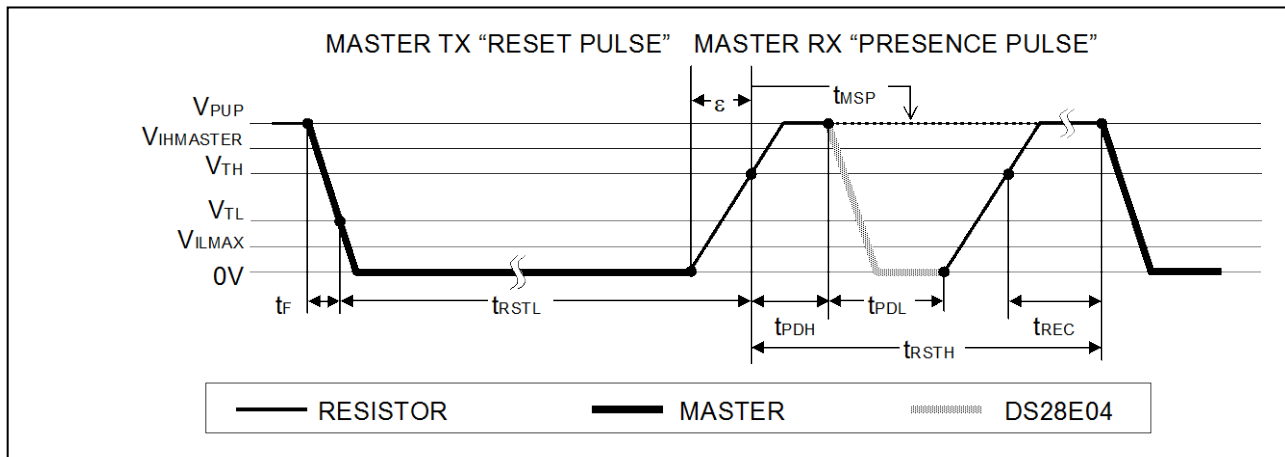 MASTER TX “RESET PULSE” MASTER RX “PRESENCE PULSE”
ε tMSP
VPUP
VIHMASTER
VTH
VTL
VILMAX
0V
tF tRSTL tPDH tPDL tREC
tRSTH
RESISTOR MASTER DS28E04